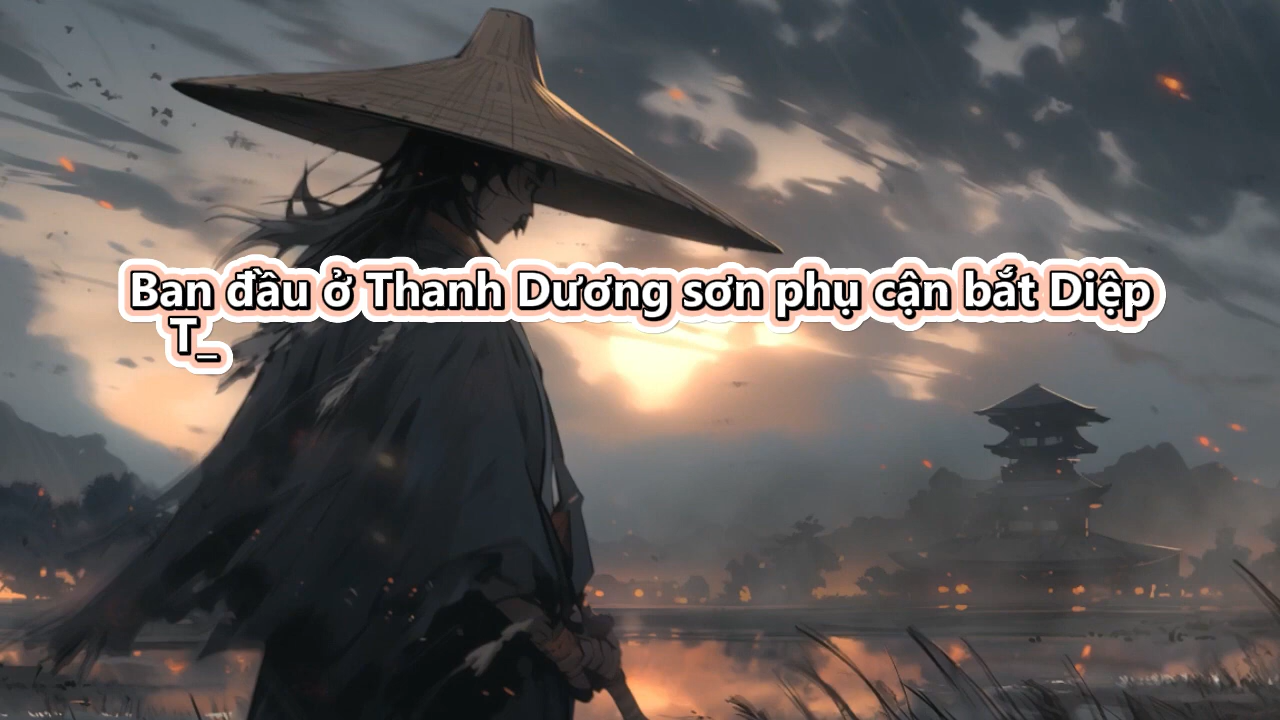 Ban đầu ở Thanh Dương sơn phụ cận bắt Diệp
T_